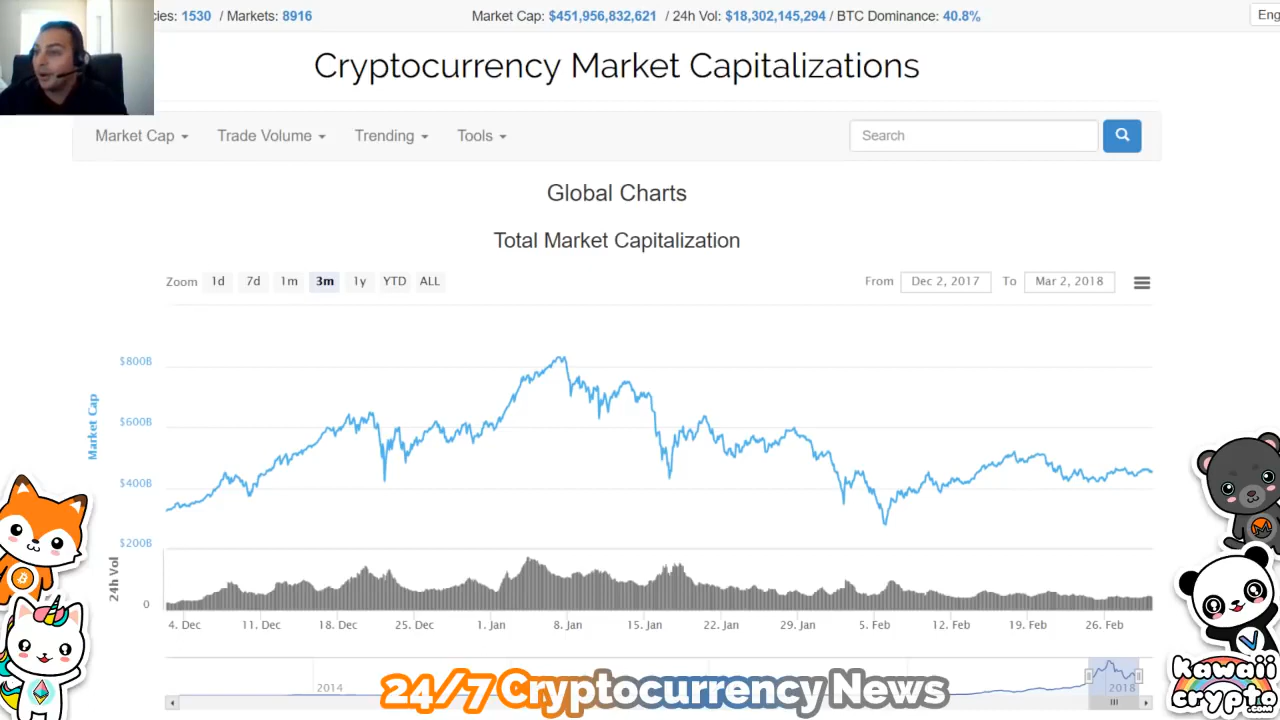 cies: 1530 / Markets: 8916
Market Cap: $451,956,832,621 / 24h Vol: $18,302,145,294 / BTC Dominance: 40.8%
Eng
Cryptocurrency Market Capitalizations
Market Cap Trade Volume Trending Tools Search
Global Charts
Total Market Capitalization
Zoom 1d 7d 1m 3m 1y YTD ALL From Dec 2, 2017 To Mar 2, 2018
$800B
$600B
$400B
$200B
0
Market Cap
24h Vol
4. Dec 11. Dec 18. Dec 25. Dec 1. Jan 8. Jan 15. Jan 22. Jan 29. Jan 5. Feb 12. Feb 19. Feb 26. Feb
2014 2018
24/7 Cryptocurrency News
kawaii
crypto
.com